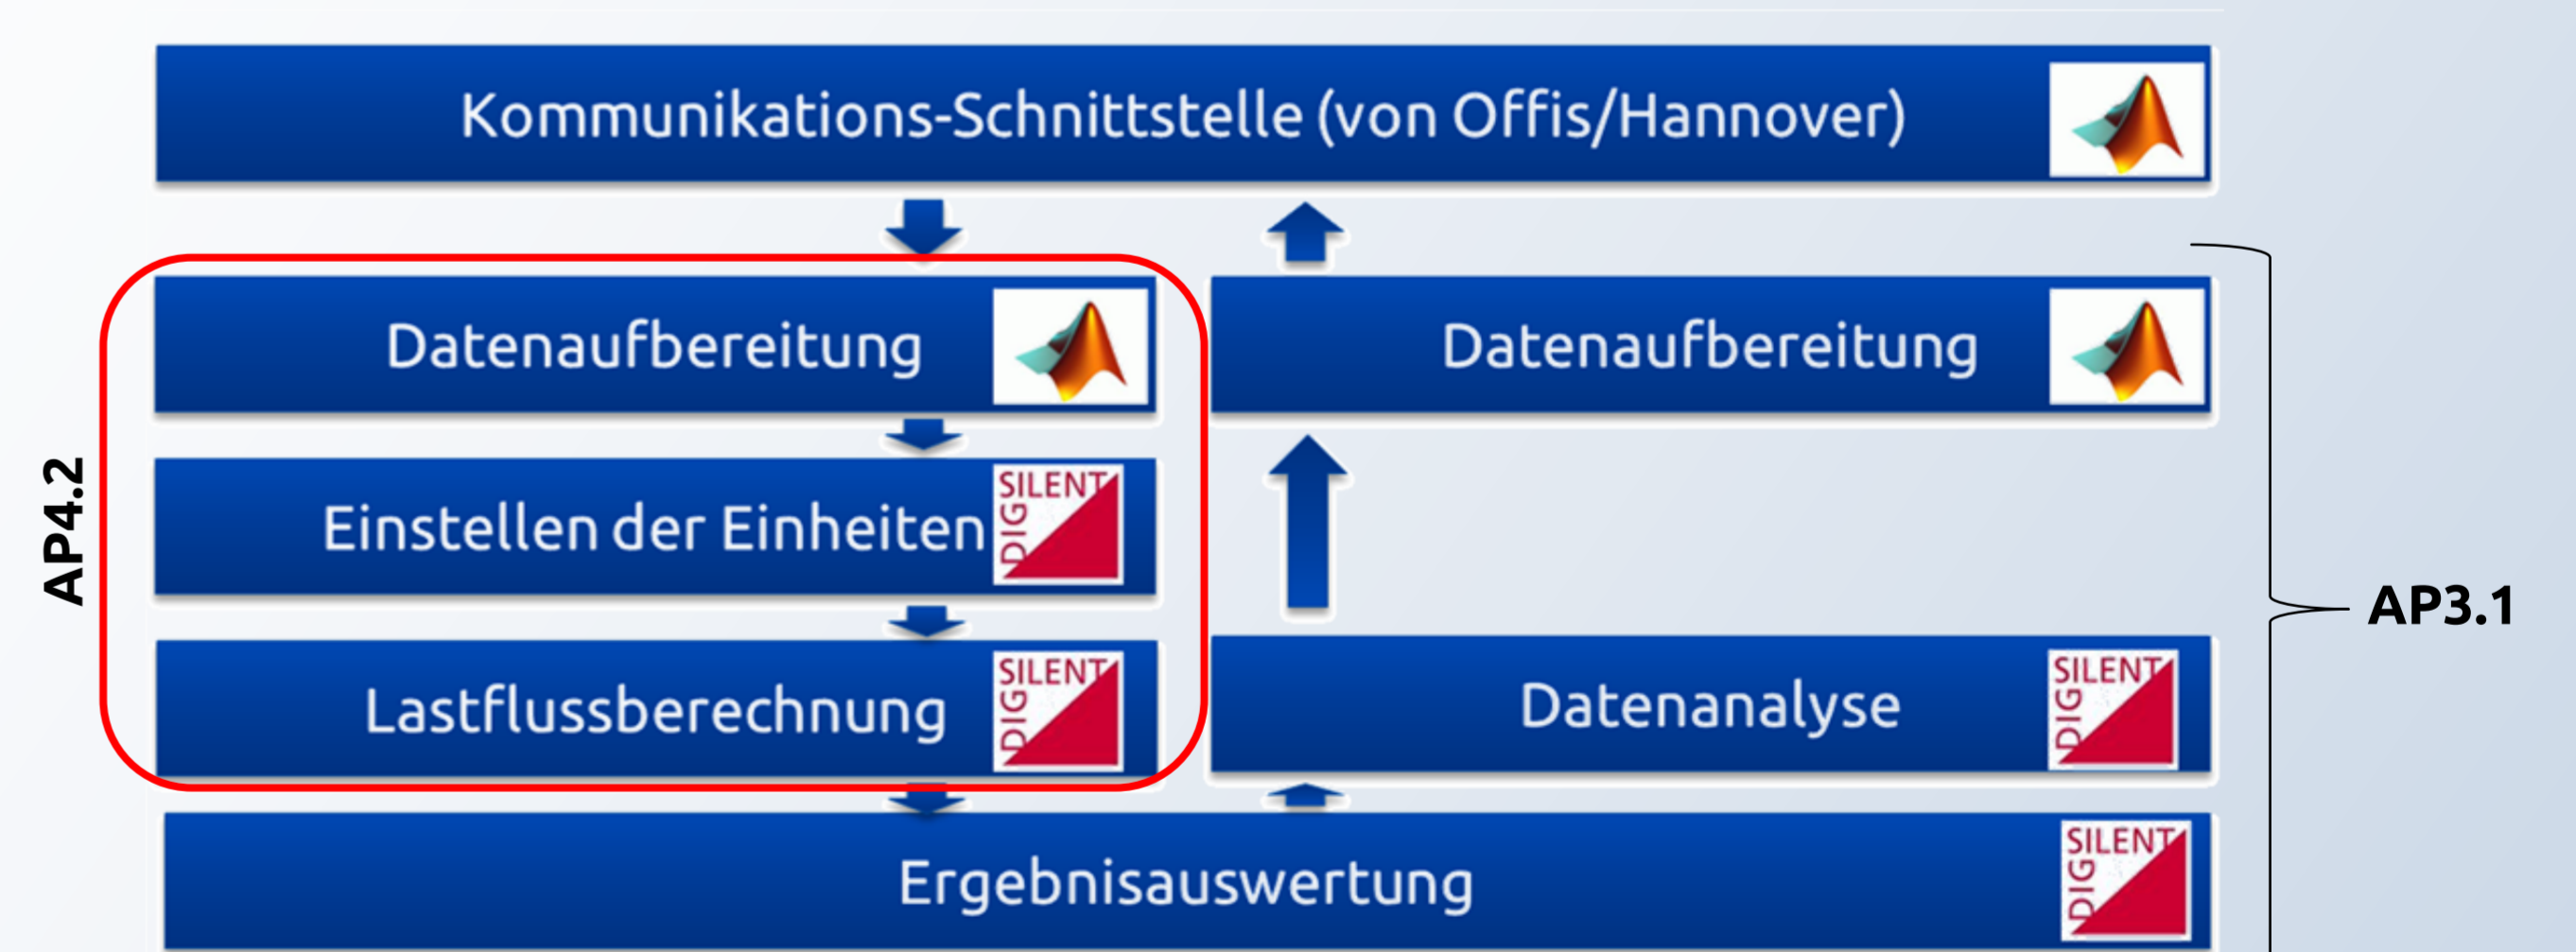 Kommunikations-Schnittstelle (von Offis/Hannover)
AP4.2
Datenaufbereitung
Datenaufbereitung
Einstellen der Einheiten
DIG SILENT
AP3.1
Lastflussberechnung
DIG SILENT
Datenanalyse
DIG SILENT
Ergebnisauswertung
DIG SILENT